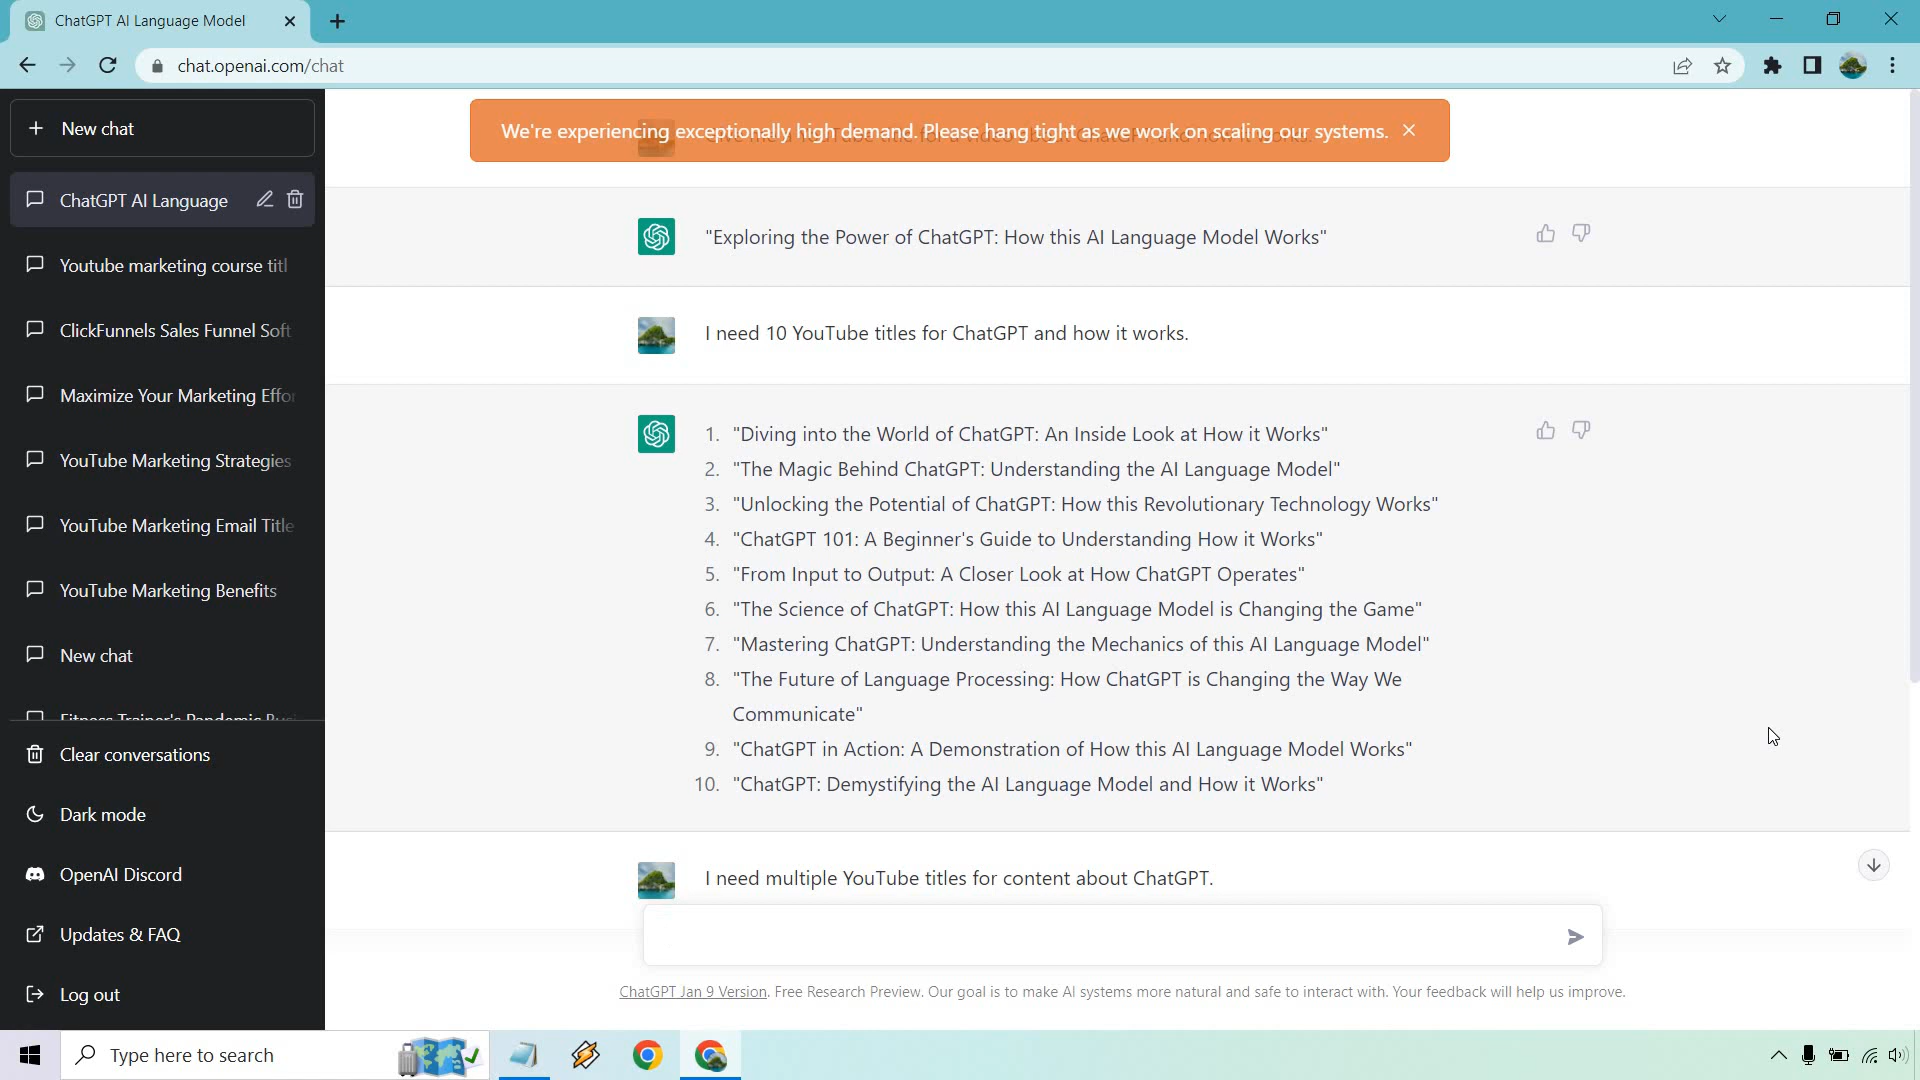 ChatGPT AI Language Model
chat.openai.com/chat
New chat
ChatGPT AI Language
Youtube marketing course titl
ClickFunnels Sales Funnel Soft
Maximize Your Marketing Effor
YouTube Marketing Strategies
YouTube Marketing Email Title
YouTube Marketing Benefits
New chat
Fitness Trainer's Pandemic Busi
Clear conversations
Dark mode
OpenAI Discord
Updates & FAQ
Log out
We're experiencing exceptionally high demand. Please hang tight as we work on scaling our systems.
"Exploring the Power of ChatGPT: How this AI Language Model Works"
I need 10 YouTube titles for ChatGPT and how it works.
1. "Diving into the World of ChatGPT: An Inside Look at How it Works"
2. "The Magic Behind ChatGPT: Understanding the AI Language Model"
3. "Unlocking the Potential of ChatGPT: How this Revolutionary Technology Works"
4. "ChatGPT 101: A Beginner's Guide to Understanding How it Works"
5. "From Input to Output: A Closer Look at How ChatGPT Operates"
6. "The Science of ChatGPT: How this AI Language Model is Changing the Game"
7. "Mastering ChatGPT: Understanding the Mechanics of this AI Language Model"
8. "The Future of Language Processing: How ChatGPT is Changing the Way We
Communicate"
9. "ChatGPT in Action: A Demonstration of How this AI Language Model Works"
10. "ChatGPT: Demystifying the AI Language Model and How it Works"
I need multiple YouTube titles for content about ChatGPT.
ChatGPT Jan 9 Version. Free Research Preview. Our goal is to make AI systems more natural and safe to interact with. Your feedback will help us improve.
Type here to search